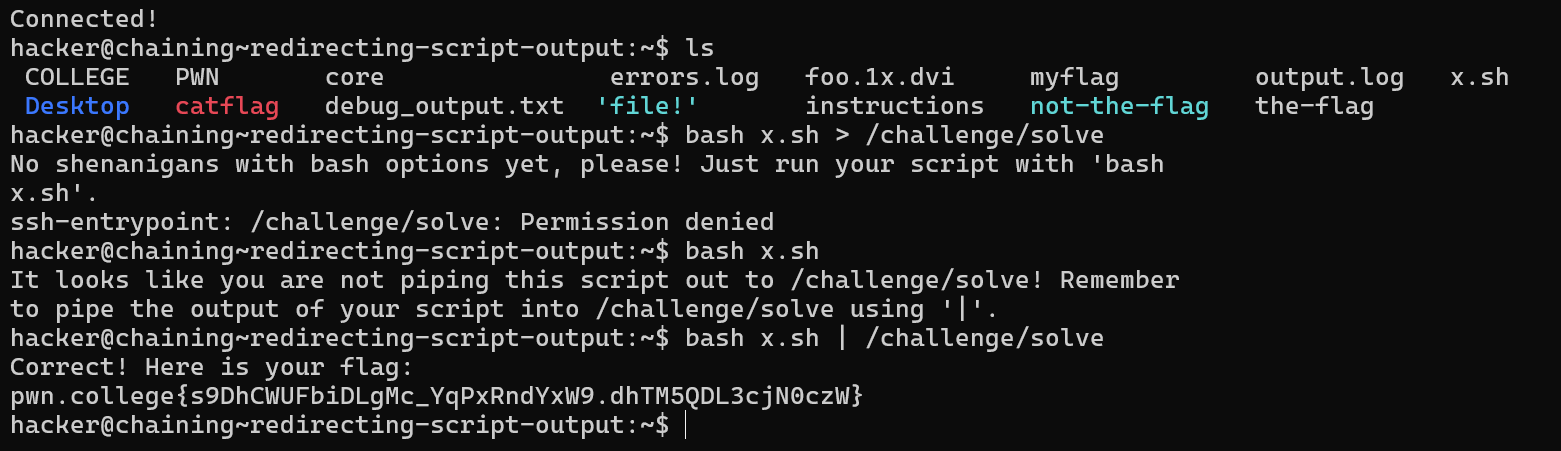 Connected!
hacker@chaining~redirecting-script-output:~$ ls
 COLLEGE   PWN       core               errors.log   foo.1x.dvi     myflag         output.log   x.sh
 Desktop   catflag   debug_output.txt  'file!'       instructions   not-the-flag   the-flag
hacker@chaining~redirecting-script-output:~$ bash x.sh > /challenge/solve
No shenanigans with bash options yet, please! Just run your script with 'bash
x.sh'.
ssh-entrypoint: /challenge/solve: Permission denied
hacker@chaining~redirecting-script-output:~$ bash x.sh
It looks like you are not piping this script out to /challenge/solve! Remember
to pipe the output of your script into /challenge/solve using '|'.
hacker@chaining~redirecting-script-output:~$ bash x.sh | /challenge/solve
Correct! Here is your flag:
pwn.college{s9DhCWUFbiDLgMc_YqPxRndYxW9.dhTM5QDL3cjN0czW}
hacker@chaining~redirecting-script-output:~$